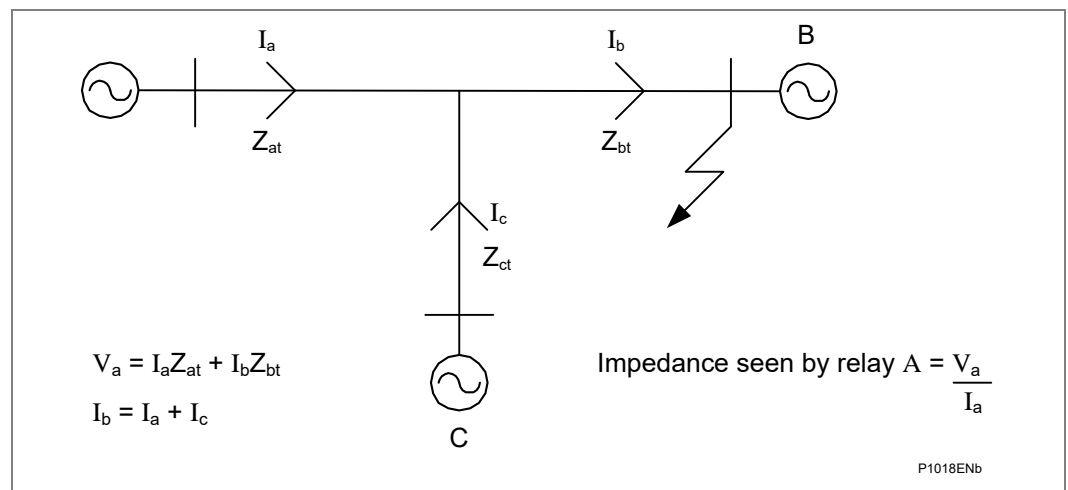 Ia
Ib
B
Zat
Zbt
Ic
Zct
Va = IaZat + IbZbt
Ib = Ia + Ic
Impedance seen by relay A = Va
Ia
C
P1018ENb